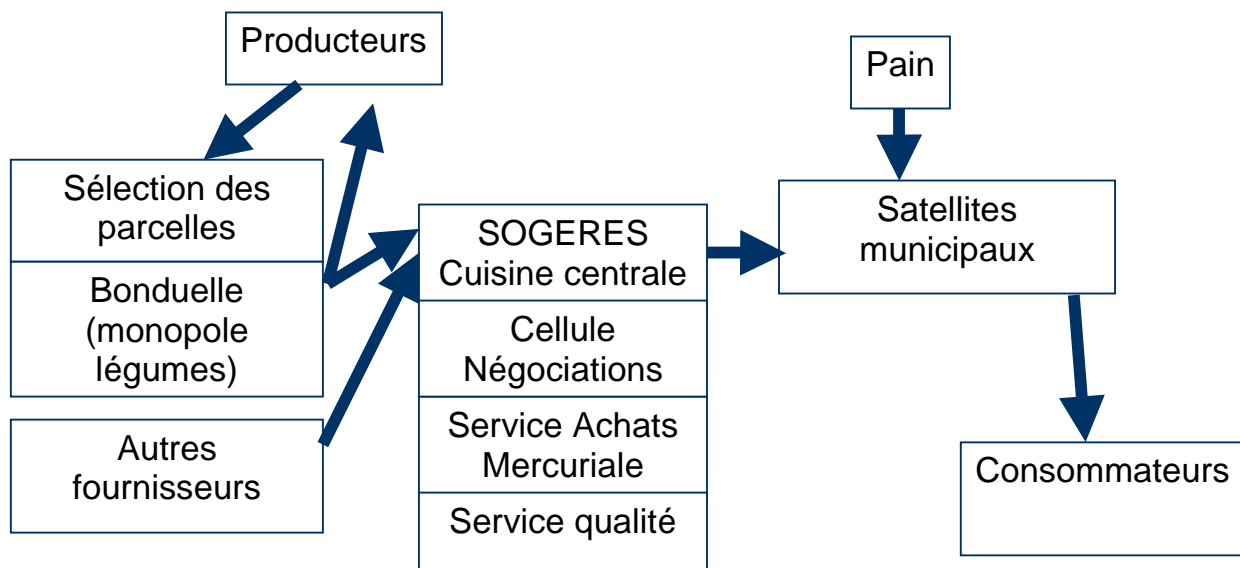 Producteurs
Pain
Sélection des
parcelles
Bonduelle
(monopole
légumes)
Autres
fournisseurs
SOGERES
Cuisine centrale
Cellule
Négociations
Service Achats
Mercuriale
Service qualité
Satellites
municipaux
Consommateurs